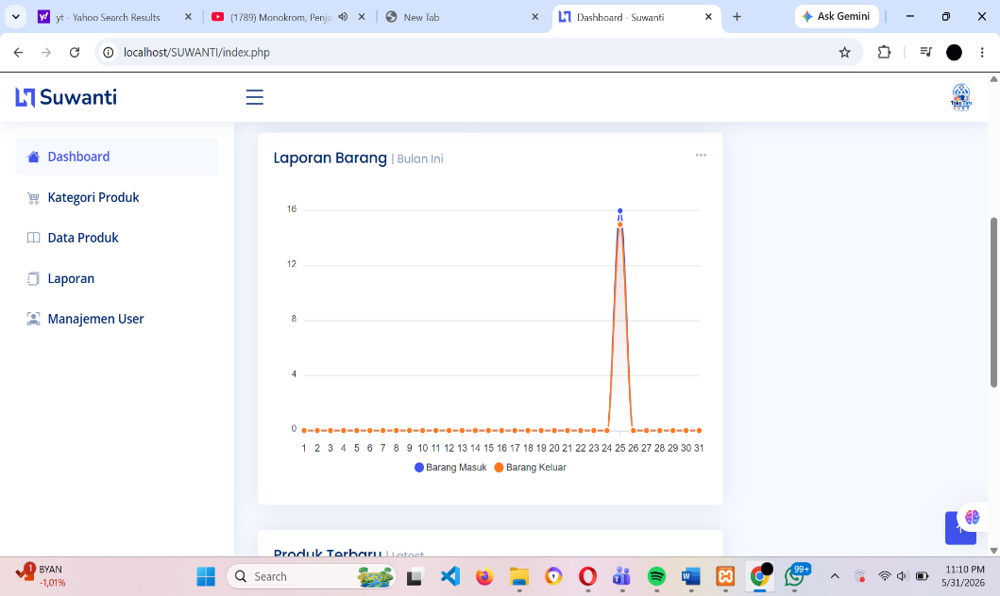 yt - Yahoo Search Results
(1789) Monokrom, Penja
New Tab
Dashboard - Suwanti
Ask Gemini
localhost/SUWANTI/index.php
Suwanti
Dashboard
Kategori Produk
Data Produk
Laporan
Manajemen User
Laporan Barang | Bulan Ini
16
12
8
4
0
1 2 3 4 5 6 7 8 9 10 11 12 13 14 15 16 17 18 19 20 21 22 23 24 25 26 27 28 29 30 31
Barang Masuk Barang Keluar
Produk Terbaru | Latest
1
BYAN
-1,01%
Search
99+
11:10 PM
5/31/2026